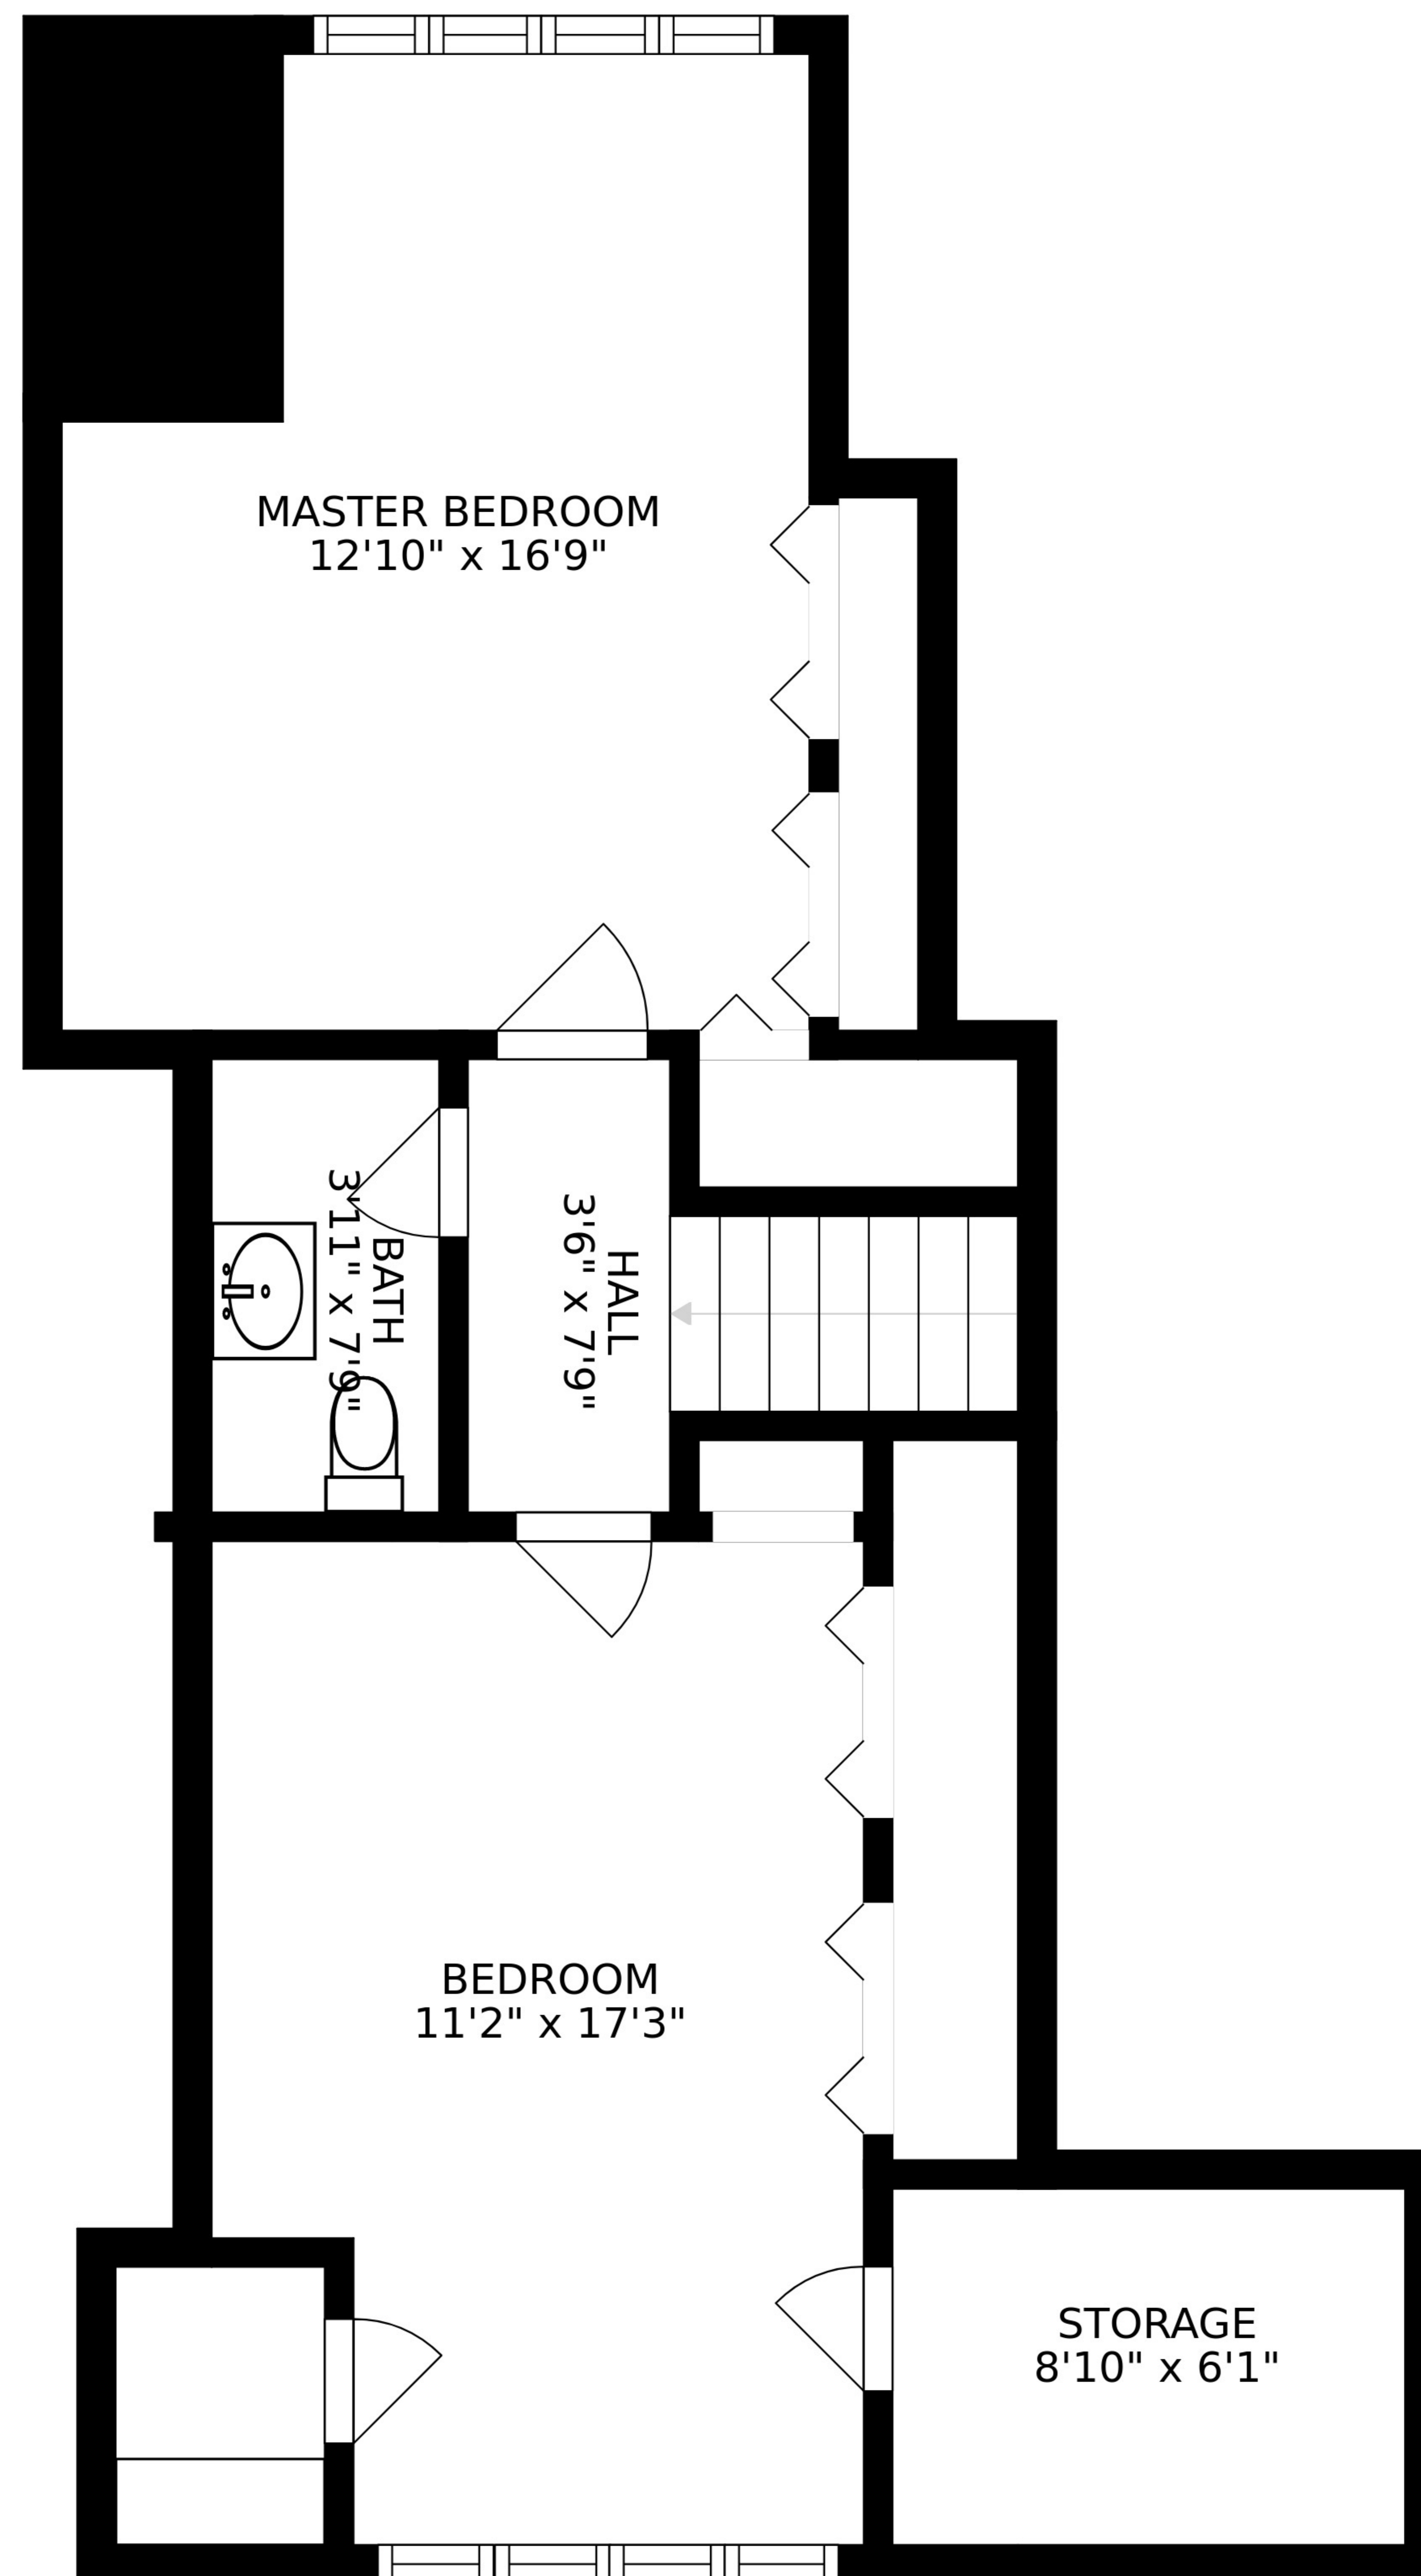 MASTER BEDROOM
12'10" x 16'9"
BATH
3'11" x 7'9"
HALL
3'6" x 7'9"
BEDROOM
11'2" x 17'3"
STORAGE
8'10" x 6'1"